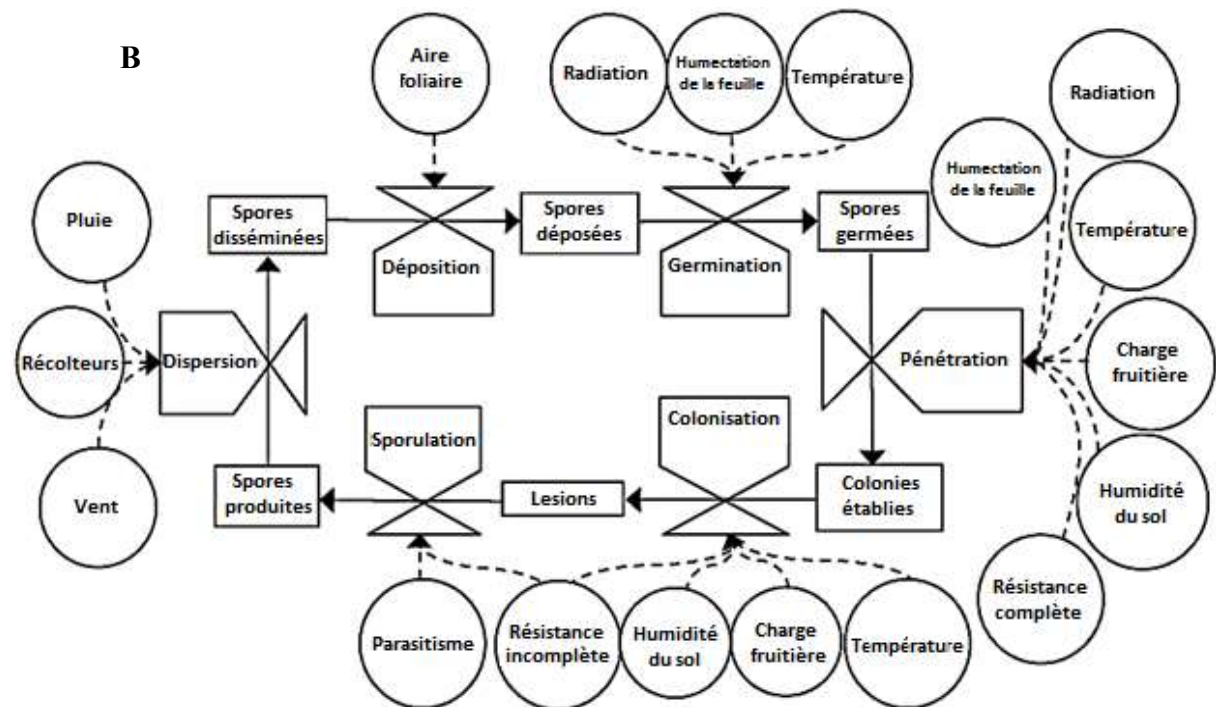 B
Aire
foliaire
Radiation
Humectation
de la feuille
Température
Radiation
Humectation
de la feuille
Température
Pluie
Spores
disséminées
Spores
déposées
Spores
germées
Déposition
Germination
Récolteurs
Dispersion
Pénétration
Charge
fruitière
Sporulation
Colonisation
Vent
Spores
produites
Lesions
Colonies
établies
Humidité
du sol
Résistance
complète
Parasitisme
Résistance
incomplète
Humidité
du sol
Charge
fruitière
Température